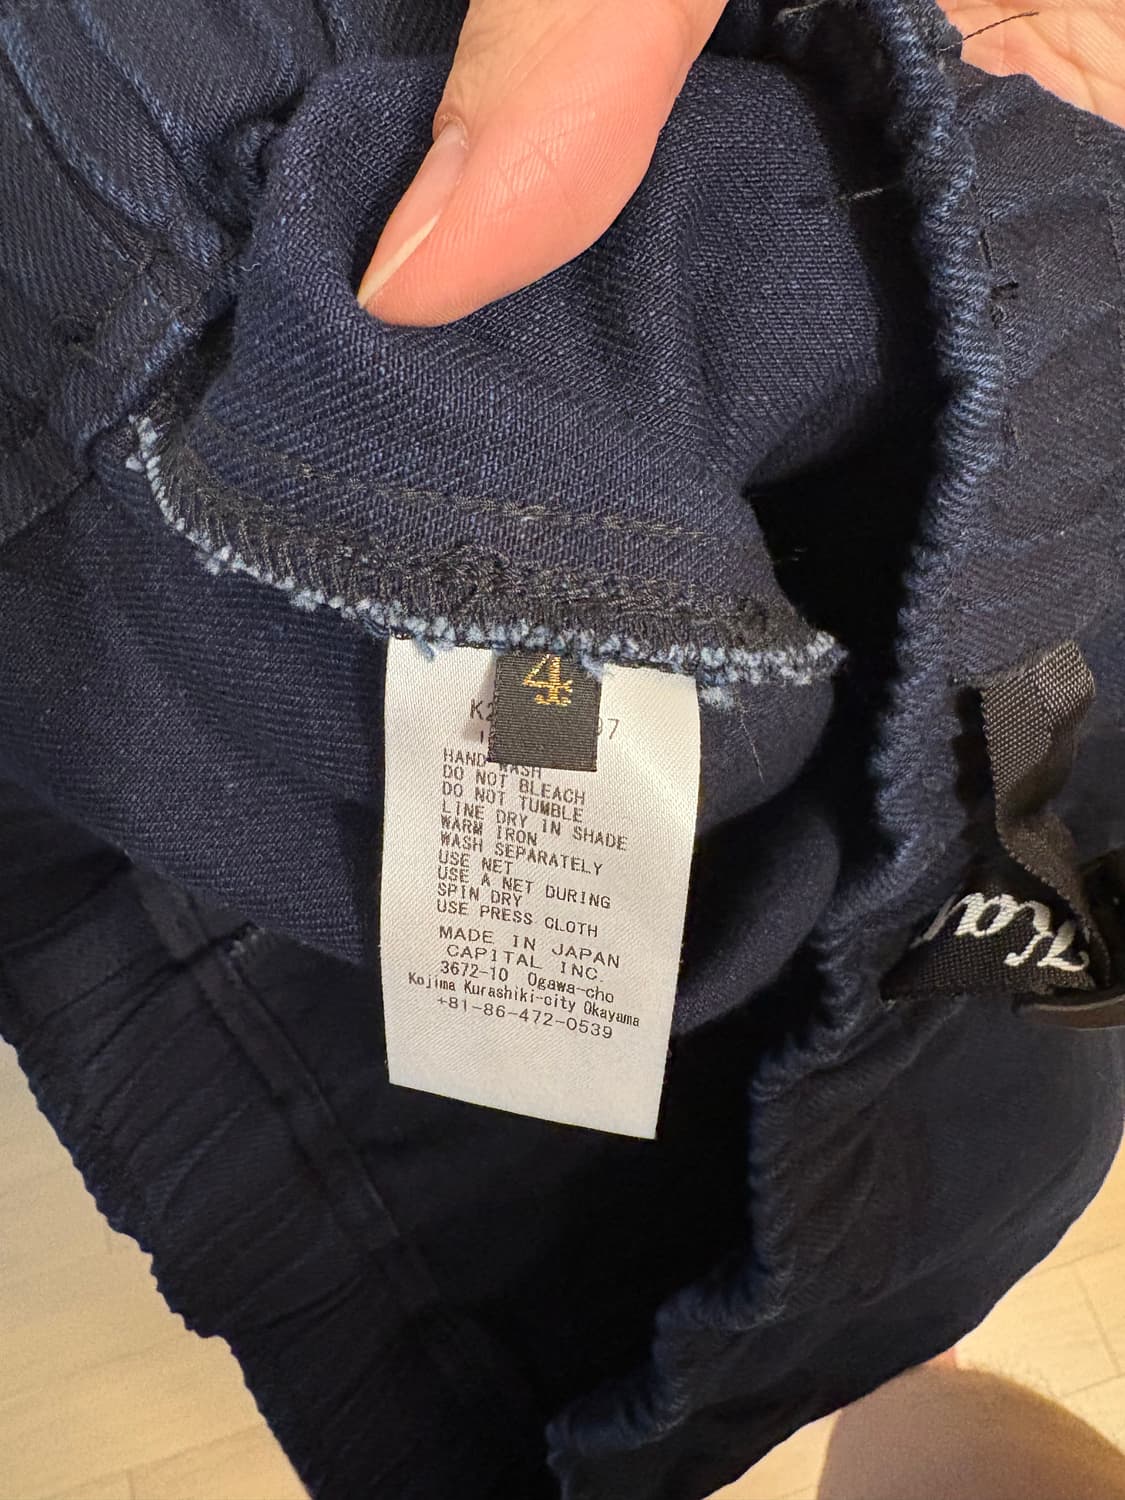 4
HAND WASH
DO NOT BLEACH
DO NOT TUMBLE
LINE DRY IN SHADE
WARM IRON
WASH SEPARATELY
USE NET
USE A NET DURING
SPIN DRY
USE PRESS CLOTH
MADE IN JAPAN
CAPITAL INC.
3672-10 Ogawa-cho
Kojima Kurashiki-city Okayama
+81-86-472-0539